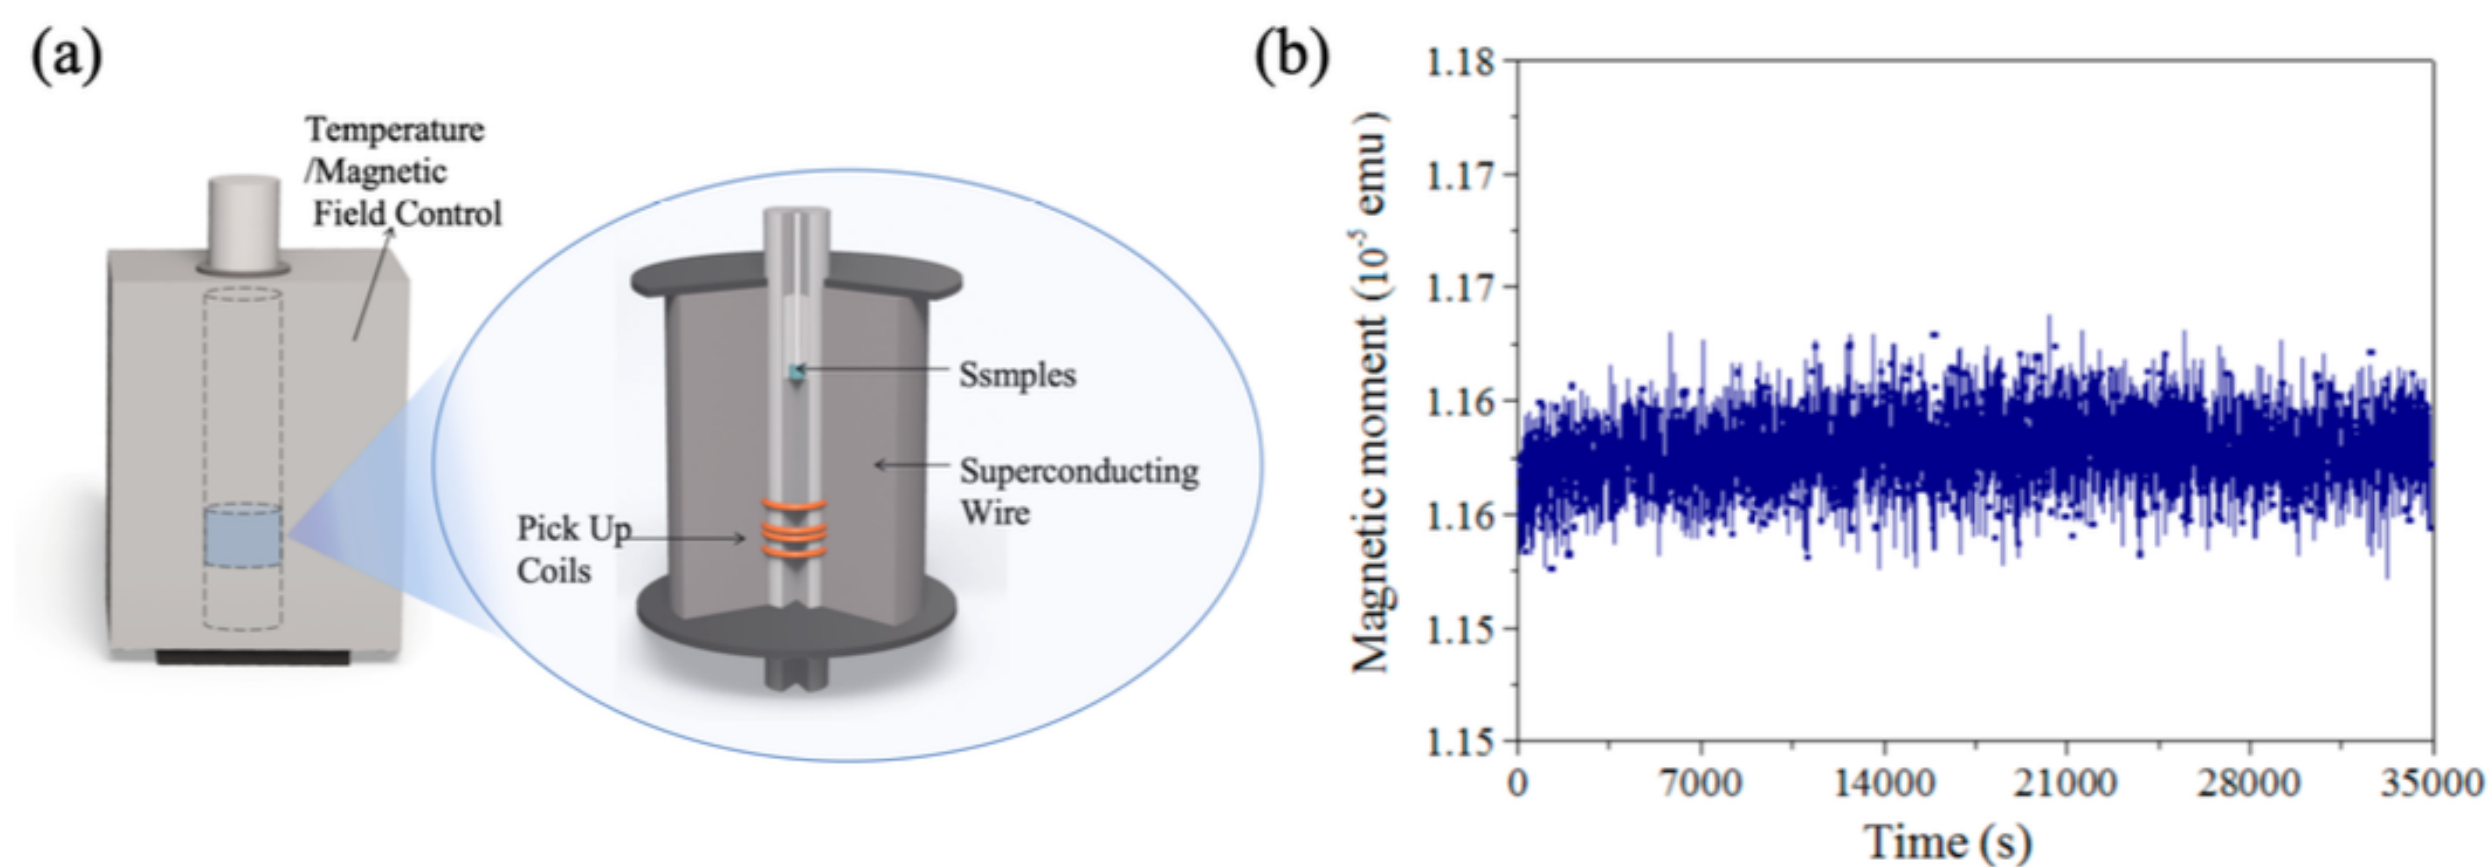 (a)
Temperature
/Magnetic
Field Control
Ssmples
Superconducting
Wire
Pick Up
Coils
(b)
Magnetic moment (10⁻⁵ emu)
1.18
1.17
1.17
1.16
1.16
1.15
1.15
0 7000 14000 21000 28000 35000
Time (s)